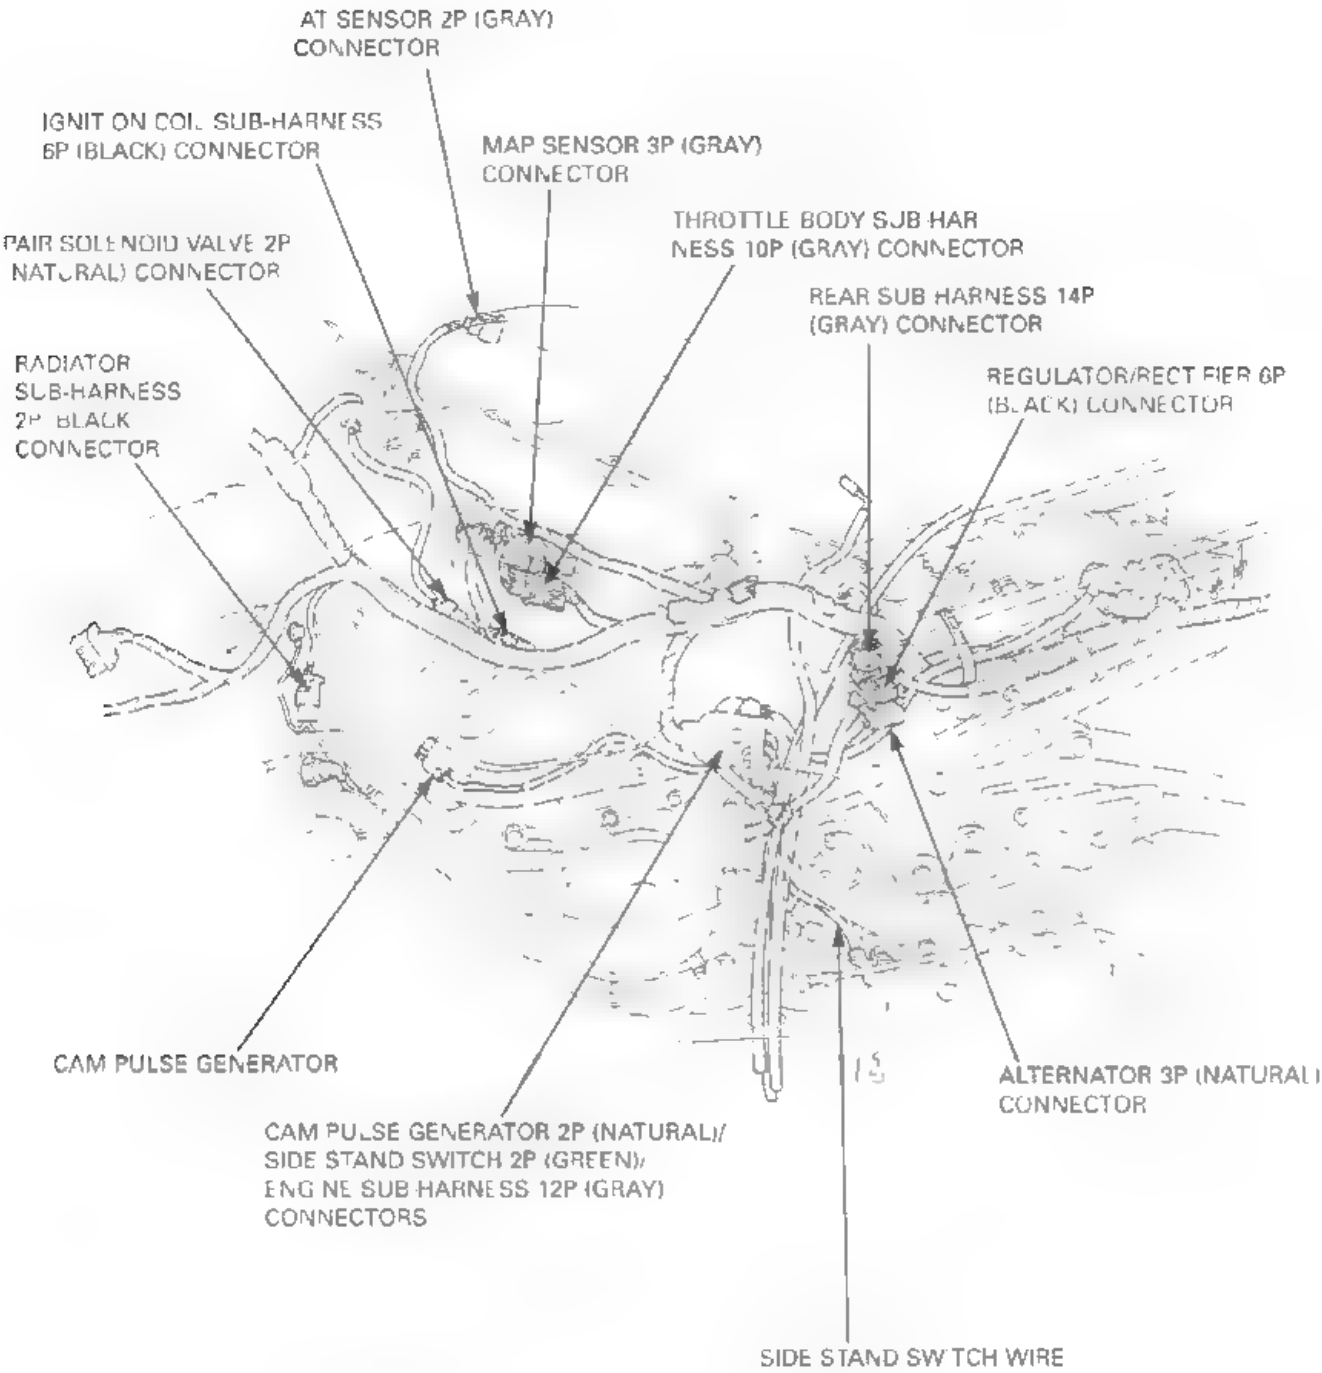 AT SENSOR 2P (GRAY)
CONNECTOR
IGNIT ON COIL SUB-HARNESS
6P (BLACK) CONNECTOR
MAP SENSOR 3P (GRAY)
CONNECTOR
PAIR SOLENOID VALVE 2P
NATURAL) CONNECTOR
THROTTLE BODY SUB HAR
NESS 10P (GRAY) CONNECTOR
REAR SUB HARNESS 14P
(GRAY) CONNECTOR
RADIATOR
SUB-HARNESS
2P BLACK
CONNECTOR
REGULATOR/RECT FIER 6P
(BLACK) CONNECTOR
CAM PULSE GENERATOR
ALTERNATOR 3P (NATURAL)
CONNECTOR
CAM PULSE GENERATOR 2P (NATURAL)/
SIDE STAND SWITCH 2P (GREEN)/
ENG NE SUB HARNESS 12P (GRAY)
CONNECTORS
SIDE STAND SW TCH WIRE